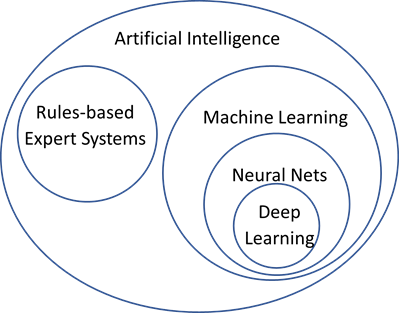 Artificial Intelligence
Rules-based
Expert Systems
Machine Learning
Neural Nets
Deep
Learning